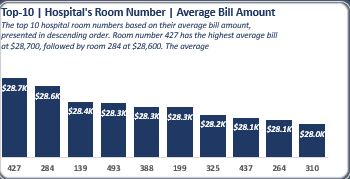 Top-10 | Hospital's Room Number | Average Bill Amount
The top 10 hospital room numbers based on their average bill amount,
presented in descending order. Room number 427 has the highest average bill
at $28,700, followed by room 284 at $28,600. The average
$28.7K $28.6K $28.4K $28.3K $28.3K $28.3K $28.2K $28.1K $28.1K $28.0K
427 284 139 493 388 199 325 437 264 310